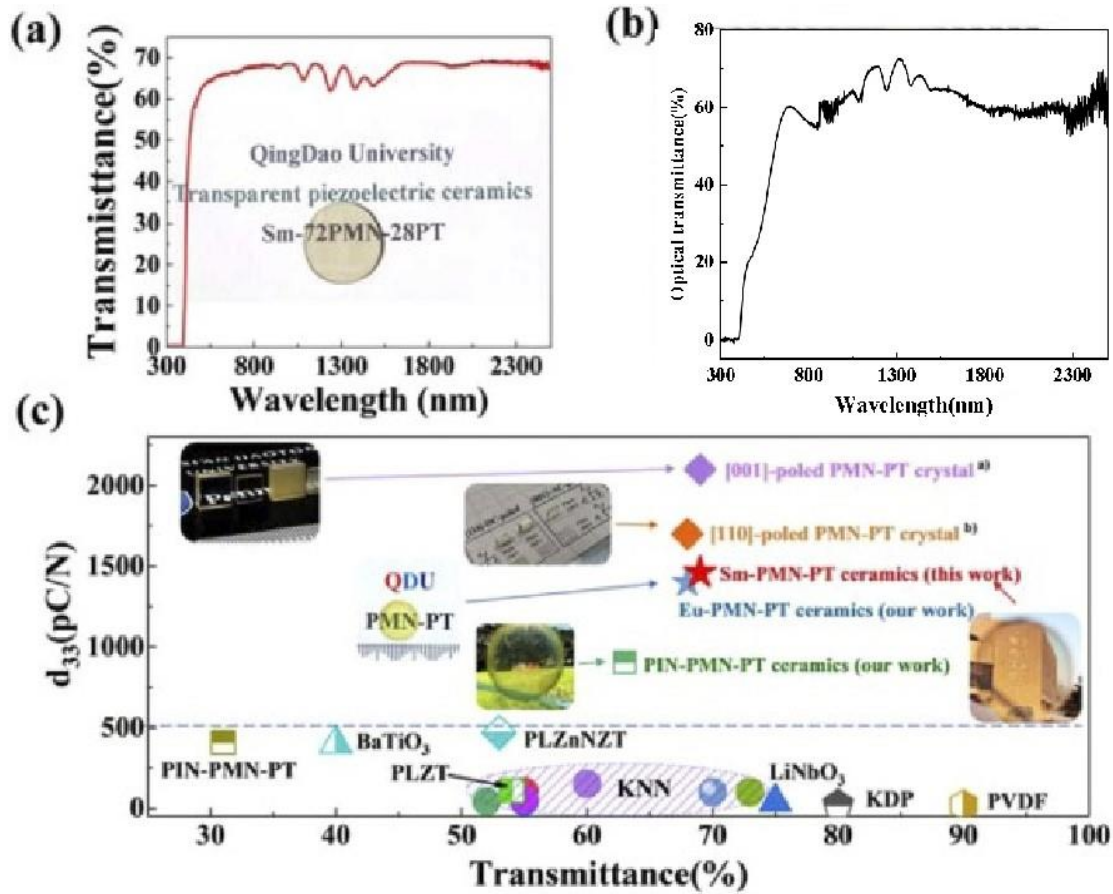 (a)
Transmisttance(%)
70
60
50
40
30
20
10
0
QingDao University
Transparent piezoelectric ceramics
Sm-72PMN-28PT
300 800 1300 1800 2300
Wavelength (nm)
(b)
Optical transmittance(%)
80
60
40
20
0
300 800 1300 1800 2300
Wavelength(nm)
(c)
d33(pC/N)
2000
1500
1000
500
0
[001]-poled PMN-PT crystal a)
[110]-poled PMN-PT crystal b)
Sm-PMN-PT ceramics (this work)
Eu-PMN-PT ceramics (our work)
QDU
PMN-PT
PIN-PMN-PT ceramics (our work)
PIN-PMN-PT
BaTiO3
PLZnNZT
PLZT
KNN
LiNbO3
KDP
PVDF
30 40 50 60 70 80 90 100
Transmittance(%)